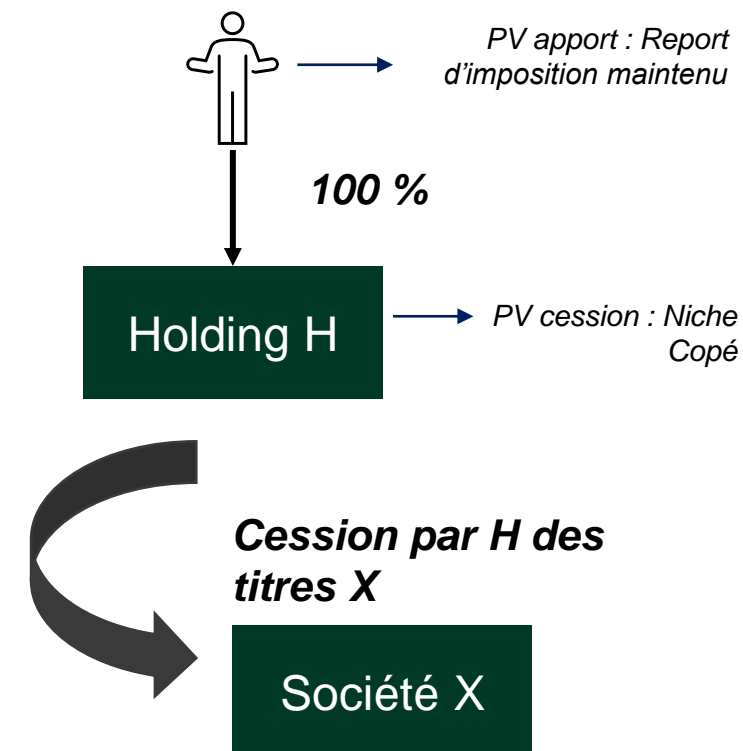 PV apport : Report
d’imposition maintenu
100 %
Holding H
PV cession : Niche
Copé
Cession par H des
titres X
Société X